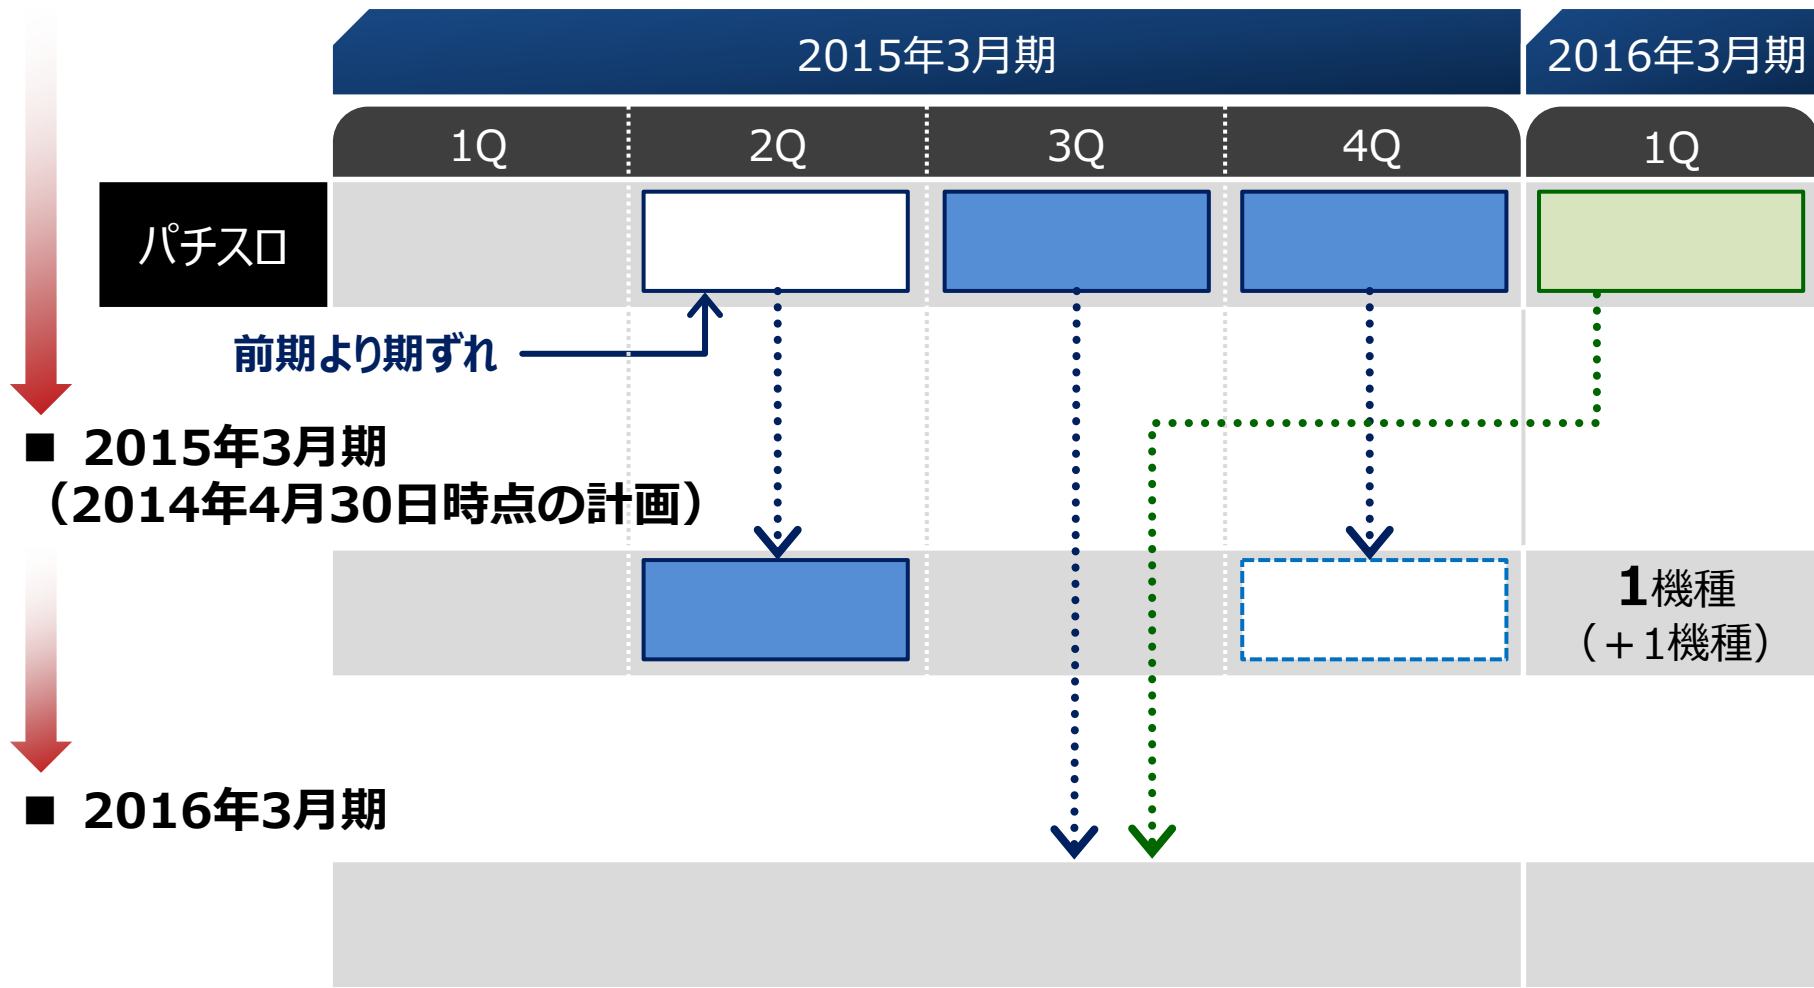 2015年3月期
2016年3月期
1Q
2Q
3Q
4Q
1Q
パチスロ
前期より期ずれ
■ 2015年3月期
（2014年4月30日時点の計画）
1機種
（＋1機種）
■ 2016年3月期